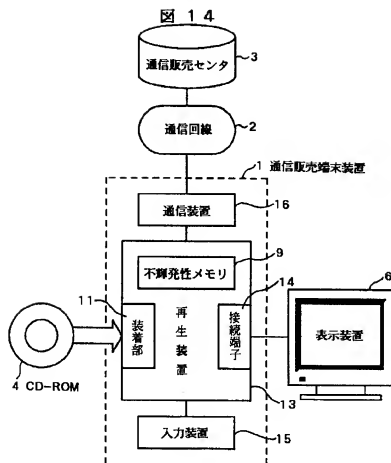 図 14
通信販売センタ
3
通信回線
2
1 通信販売端末装置
通信装置
16
不輝発性メモリ
9
14
6
11
装着部
再生装置
接続端子
表示装置
4 CD-ROM
13
入力装置
15